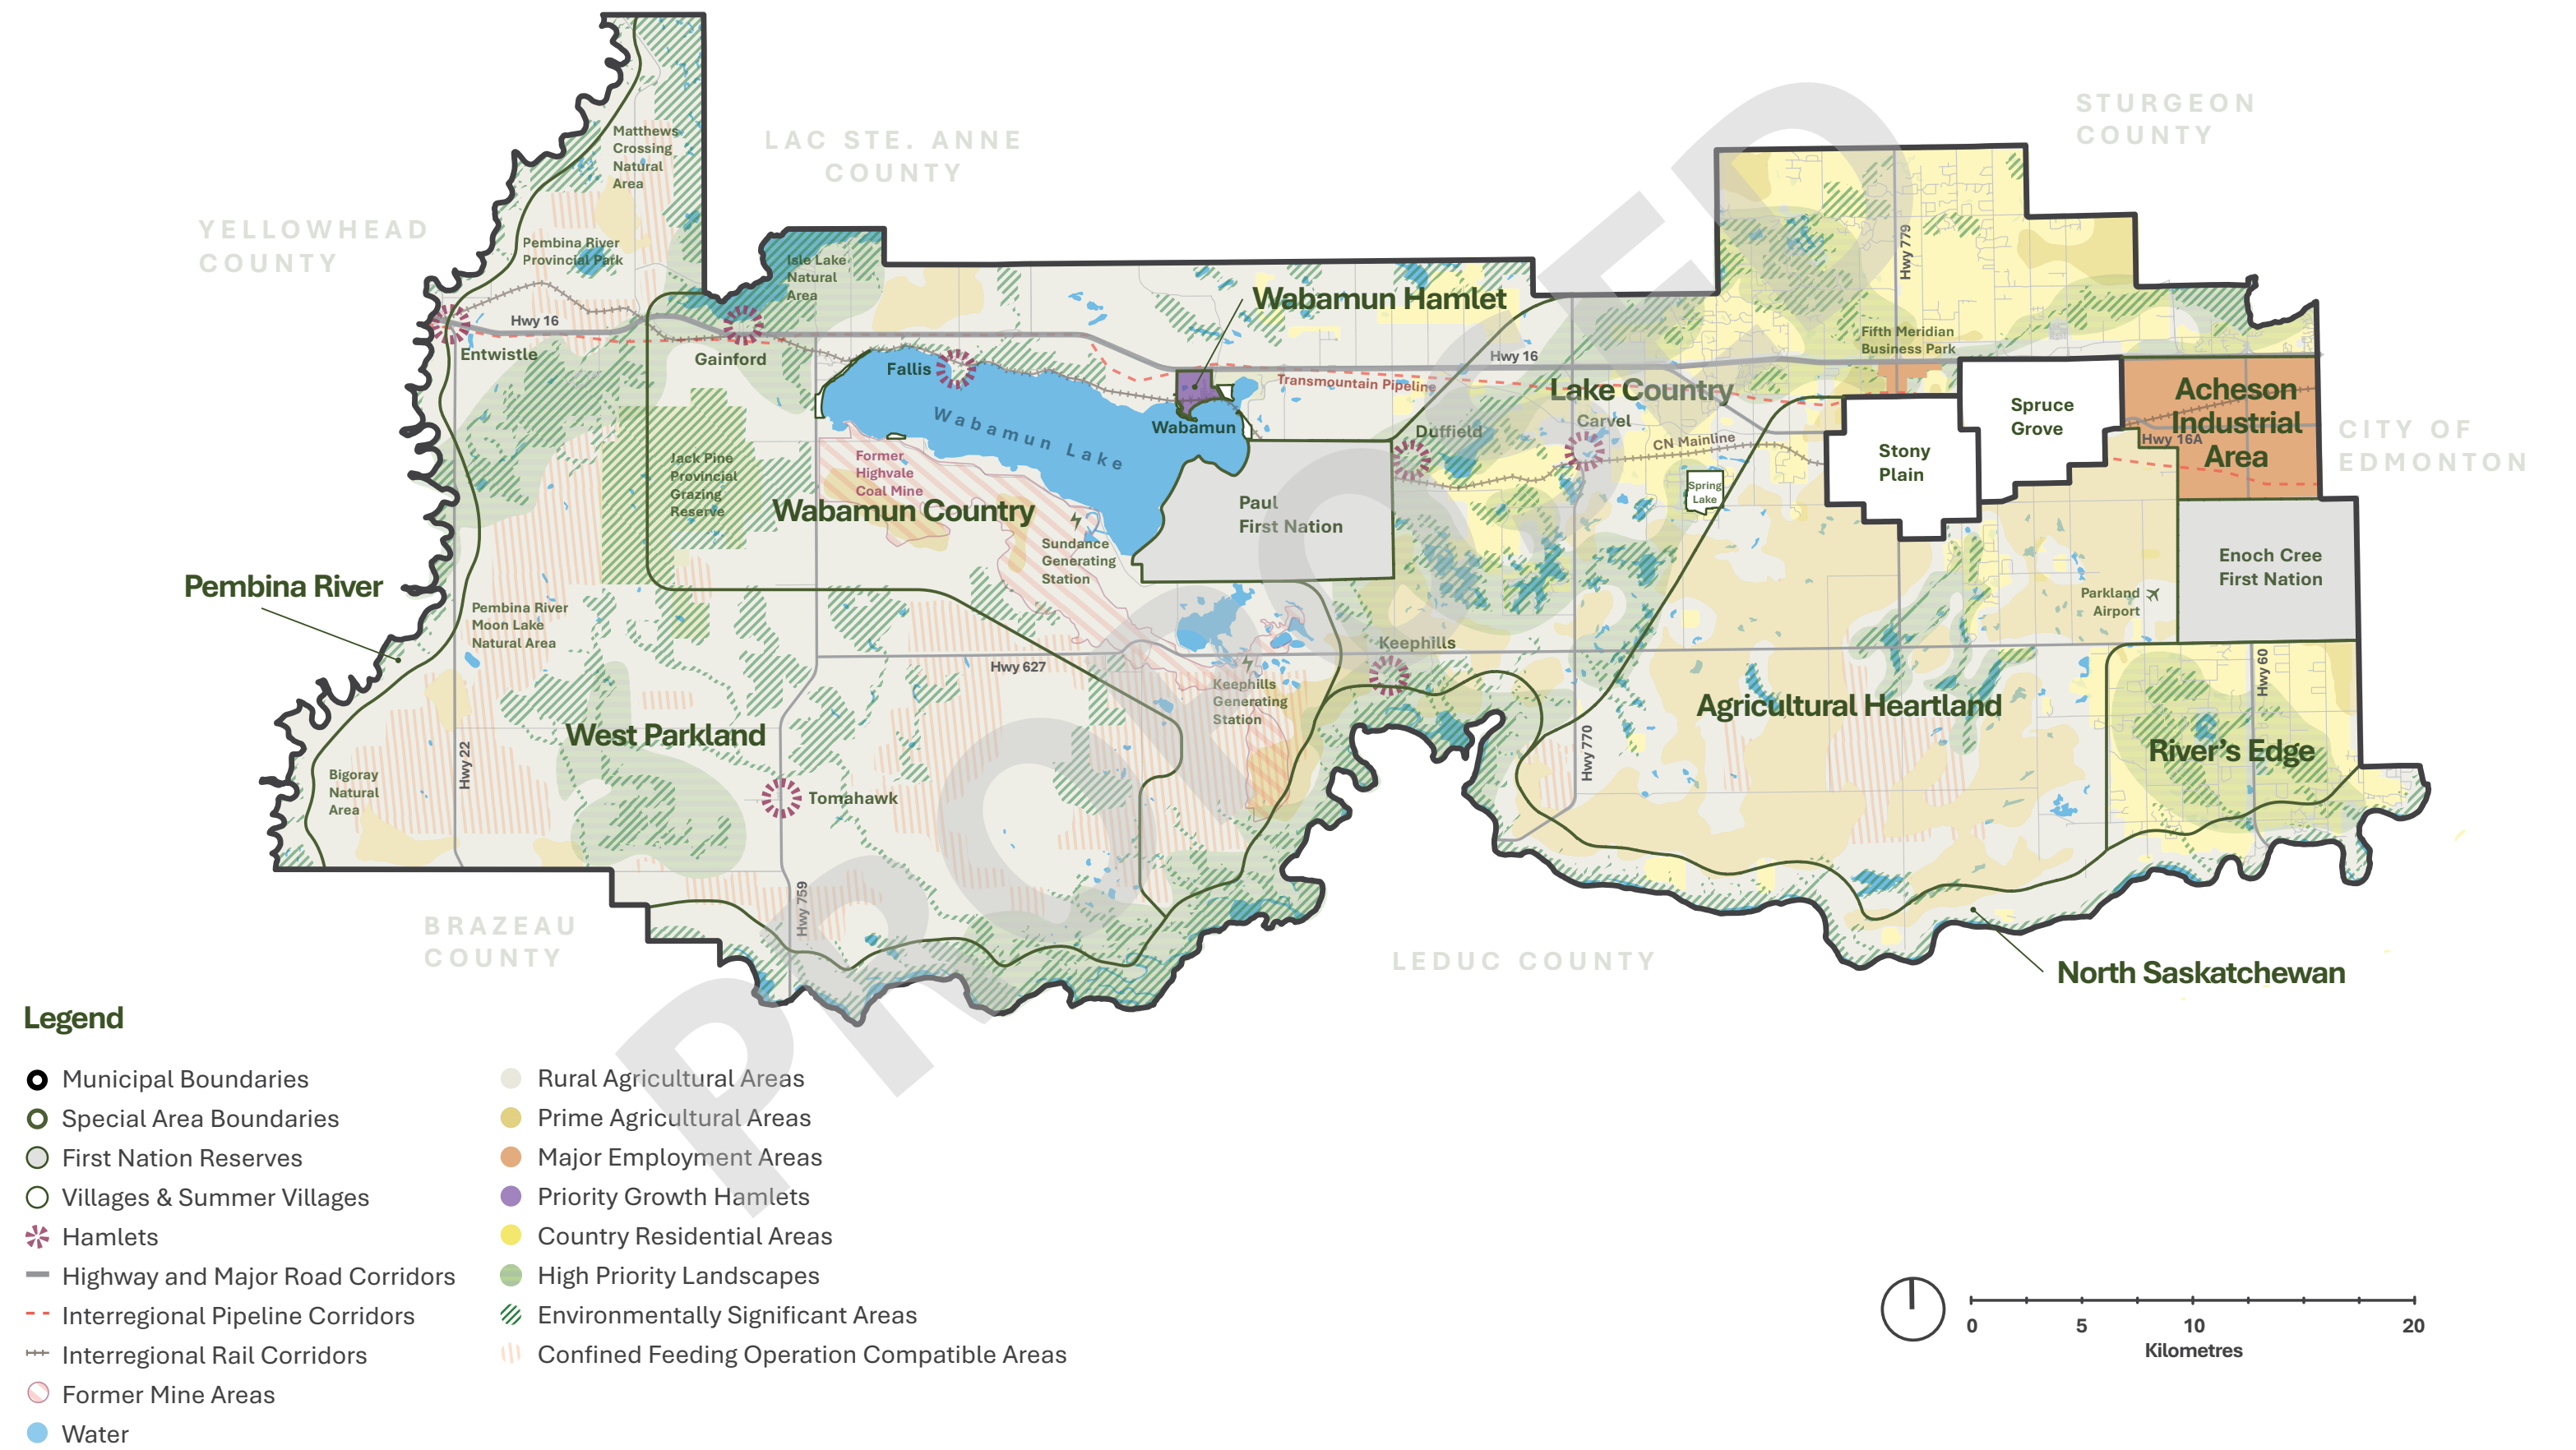 STURGEON
COUNTY
LAC STE. ANNE
COUNTY
YELLOWHEAD
COUNTY
Matthews
Crossing
Natural
Area
Pembina River
Provincial Park
Isle Lake
Natural
Area
Hwy 779
Wabamun Hamlet
Hwy 16
Entwistle
Gainford
Fallis
Wabamun Lake
Wabamun
Transmountain Pipeline
Hwy 16
Fifth Meridian
Business Park
Lake Country
Carvel
Duffield
CN Mainline
Spring
Lake
Stony
Plain
Spruce
Grove
Acheson
Industrial
Area
Hwy 16A
CITY OF
EDMONTON
Jack Pine
Provincial
Grazing
Reserve
Former
Highvale
Coal Mine
Wabamun Country
Sundance
Generating
Station
Paul
First Nation
Enoch Cree
First Nation
Parkland
Airport
Pembina River
Pembina River
Moon Lake
Natural Area
Hwy 627
Keephills
Keephills
Generating
Station
Hwy 60
Agricultural Heartland
River's Edge
West Parkland
Hwy 22
Hwy 770
Bigoray
Natural
Area
Tomahawk
Hwy 759
BRAZEAU
COUNTY
LEDUC COUNTY
North Saskatchewan
PROPOSED
Legend
Municipal Boundaries
Special Area Boundaries
First Nation Reserves
Villages & Summer Villages
Hamlets
Highway and Major Road Corridors
Interregional Pipeline Corridors
Interregional Rail Corridors
Former Mine Areas
Water
Rural Agricultural Areas
Prime Agricultural Areas
Major Employment Areas
Priority Growth Hamlets
Country Residential Areas
High Priority Landscapes
Environmentally Significant Areas
Confined Feeding Operation Compatible Areas
0 5 10 20
Kilometres